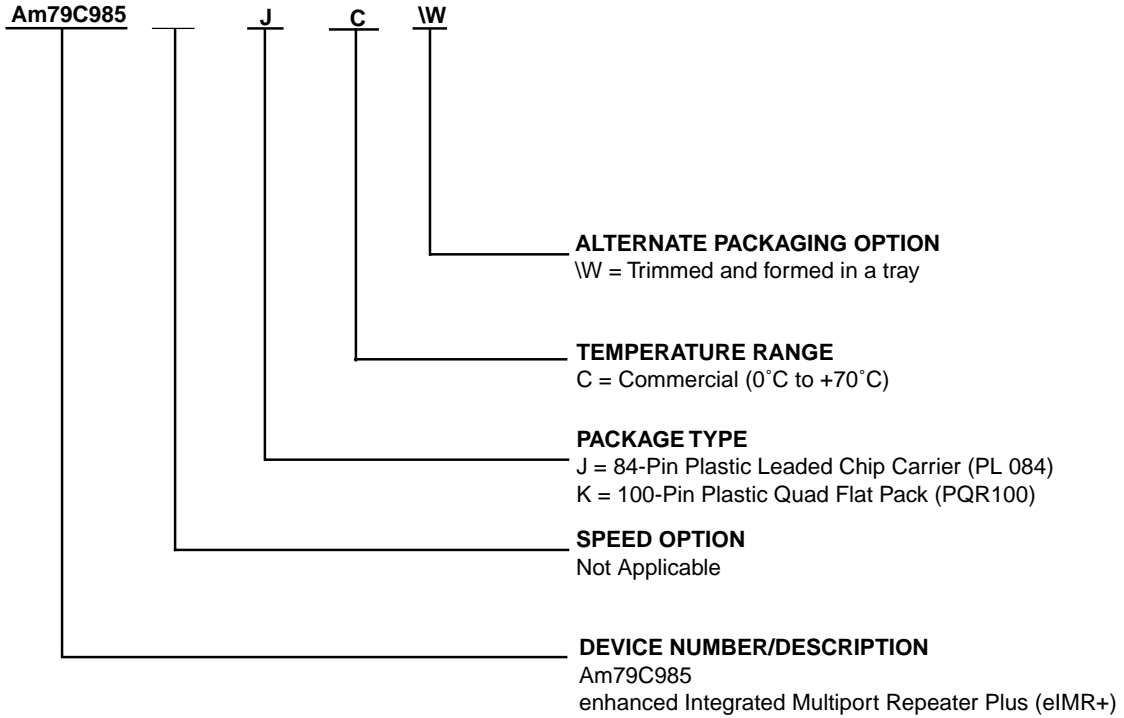 Am79C985 J C \W
ALTERNATE PACKAGING OPTION
\W = Trimmed and formed in a tray
TEMPERATURE RANGE
C = Commercial (0˚C to +70˚C)
PACKAGE TYPE
J = 84-Pin Plastic Leaded Chip Carrier (PL 084)
K = 100-Pin Plastic Quad Flat Pack (PQR100)
SPEED OPTION
Not Applicable
DEVICE NUMBER/DESCRIPTION
Am79C985
enhanced Integrated Multiport Repeater Plus (eIMR+)